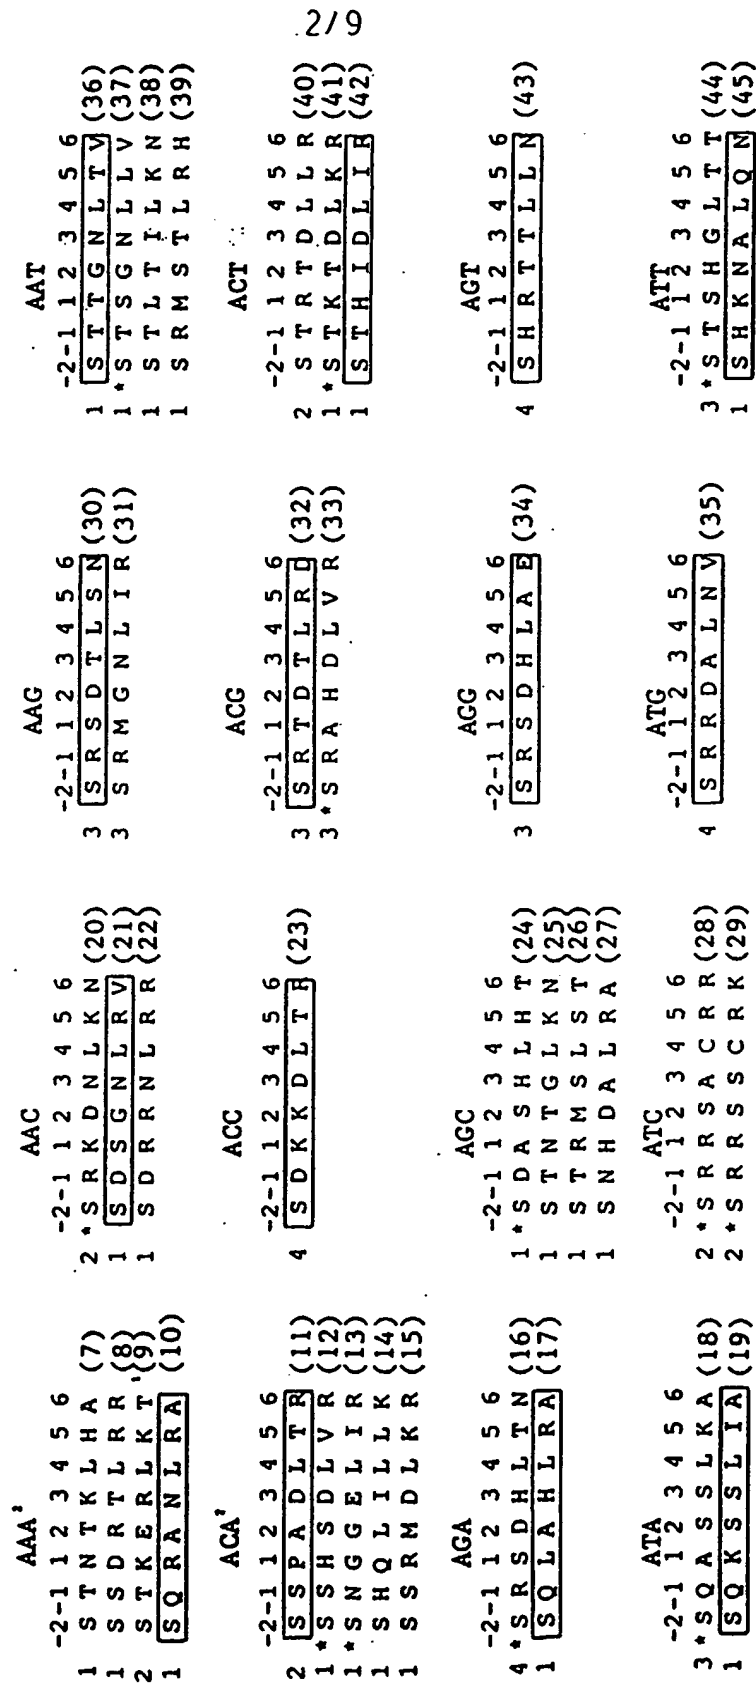 2/9
AAA'
-2-1 1 2 3 4 5 6
1 S T N T K L H A (7)
1 S S D R T L R R (8)
2 S T K E R L K T (9)
1 S Q R A N L R A (10)
AAC
-2-1 1 2 3 4 5 6
2 * S R K D N L K N (20)
1 S D S G N L R V (21)
1 S D R R N L R R (22)
AAG
-2-1 1 2 3 4 5 6
3 S R S D T L S N (30)
3 S R M G N L I R (31)
AAT
-2-1 1 2 3 4 5 6
1 S T T G N L T V (36)
1 * S T S G N L L V (37)
1 S T L T I L K N (38)
1 S R M S T L R H (39)
ACA'
-2-1 1 2 3 4 5 6
2 S S P A D L T R (11)
1 * S S H S D L V R (12)
1 * S N G G E L I R (13)
1 S H Q L I L L K (14)
1 S S R M D L K R (15)
ACC
-2-1 1 2 3 4 5 6
4 S D K K D L T R (23)
ACG
-2-1 1 2 3 4 5 6
3 S R T D T L R D (32)
3 * S R A H D L V R (33)
ACT
-2-1 1 2 3 4 5 6
2 S T R T D L L R (40)
1 * S T K T D L K R (41)
1 S T H I D L I R (42)
AGA
-2-1 1 2 3 4 5 6
4 * S R S D H L T N (16)
1 S Q L A H L R A (17)
AGC
-2-1 1 2 3 4 5 6
1 * S D A S H L H T (24)
1 S T N T G L K N (25)
1 S T R M S L S T (26)
1 S N H D A L R A (27)
AGG
-2-1 1 2 3 4 5 6
3 S R S D H L A E (34)
AGT
-2-1 1 2 3 4 5 6
4 S H R T T L L N (43)
ATA
-2-1 1 2 3 4 5 6
3 * S Q A S S L K A (18)
1 S Q K S S L I A (19)
ATC
-2-1 1 2 3 4 5 6
2 * S R R S A C R R (28)
2 * S R R S S C R K (29)
ATG
-2-1 1 2 3 4 5 6
4 S R R D A L N V (35)
ATT
-2-1 1 2 3 4 5 6
3 * S T S H G L T T (44)
1 S H K N A L Q N (45)